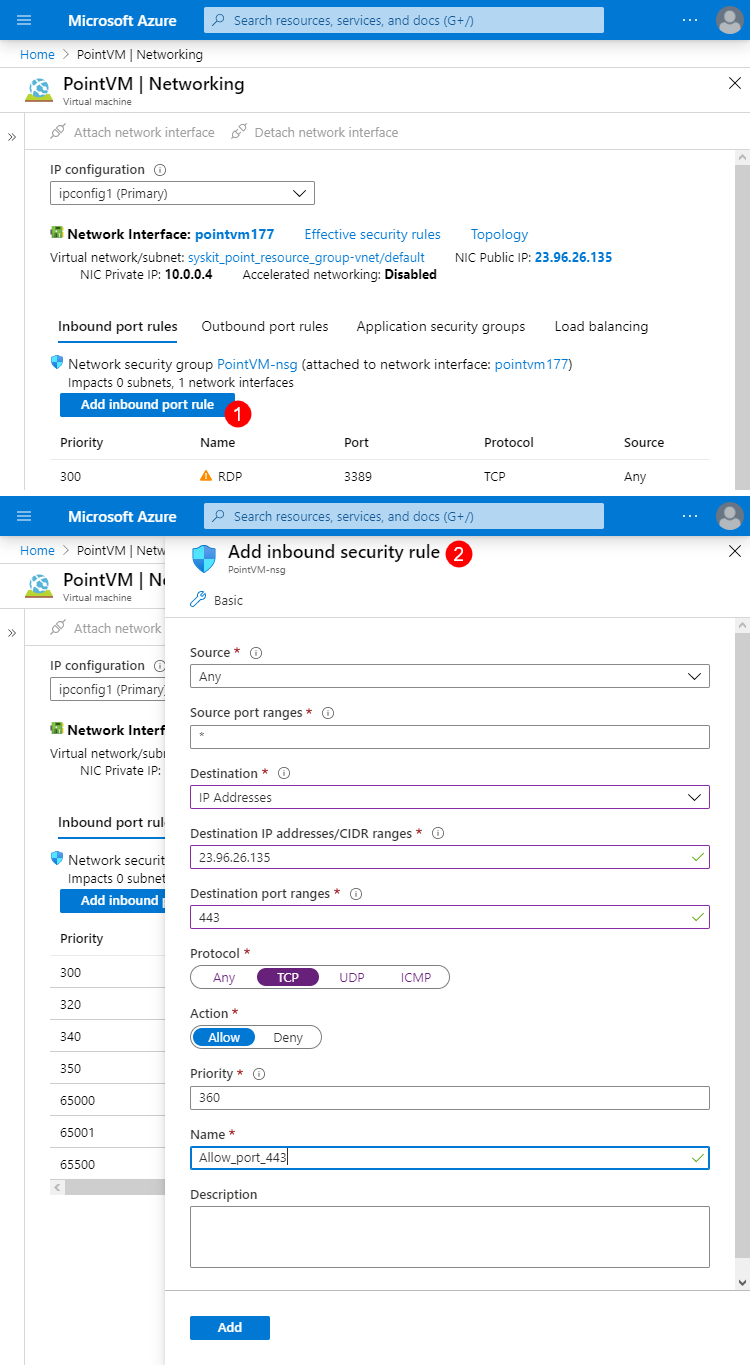 Microsoft Azure
Search resources, services, and docs (G+/)
...
Home > PointVM | Networking
PointVM | Networking
Virtual machine
» Attach network interface Detach network interface
IP configuration
ipconfig1 (Primary)
Network Interface: pointvm177 Effective security rules Topology
Virtual network/subnet: syskit_point_resource_group-vnet/default NIC Public IP: 23.96.26.135
NIC Private IP: 10.0.0.4 Accelerated networking: Disabled
Inbound port rules Outbound port rules Application security groups Load balancing
Network security group PointVM-nsg (attached to network interface: pointvm177)
Impacts 0 subnets, 1 network interfaces
Add inbound port rule 1
Priority Name Port Protocol Source
300 RDP 3389 TCP Any
Microsoft Azure
Search resources, services, and docs (G+/)
...
Home > PointVM | Netw
PointVM | Ne
Virtual machine
» Attach network
IP configuration
ipconfig1 (Primary)
Network Interf
Virtual network/subn
NIC Private IP:
Inbound port rul
Network securit
Impacts 0 subnet
Add inbound p
Priority
300
320
340
350
65000
65001
65500
Add inbound security rule 2
PointVM-nsg
Basic
Source *
Any
Source port ranges *
*
Destination *
IP Addresses
Destination IP addresses/CIDR ranges *
23.96.26.135
Destination port ranges *
443
Protocol *
Any TCP UDP ICMP
Action *
Allow Deny
Priority *
360
Name *
Allow_port_443
Description
Add